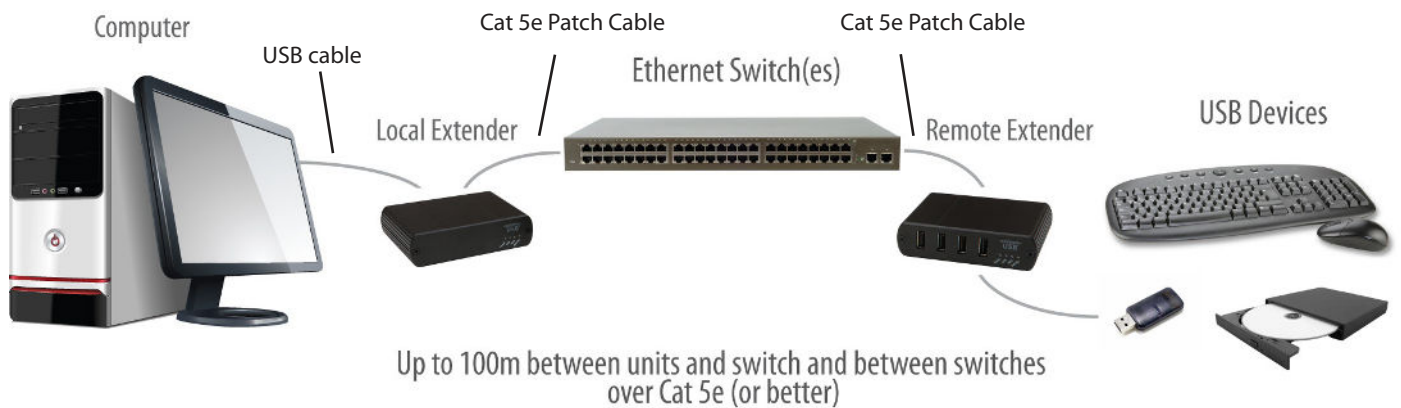 Computer
USB cable
Cat 5e Patch Cable
Cat 5e Patch Cable
Ethernet Switch(es)
Local Extender
Remote Extender
USB Devices
USB
Up to 100m between units and switch and between switches
over Cat 5e (or better)